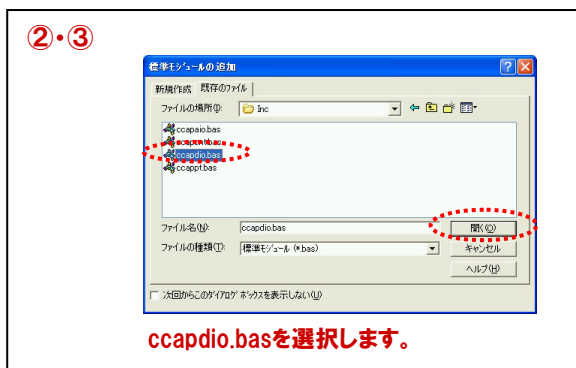 ②・③
標準モジュールの追加
新規作成 既存のファイル
ファイルの場所(I): Inc
ccapaio.bas
ccapdio.bas
ccappt.bas
ファイル名(N): ccapdio.bas 開く(O)
ファイルの種類(T): 標準モジュール (*.bas) キャンセル
ヘルプ(H)
次回からこのダイアログ ボックスを表示しない(U)
ccapdio.basを選択します。